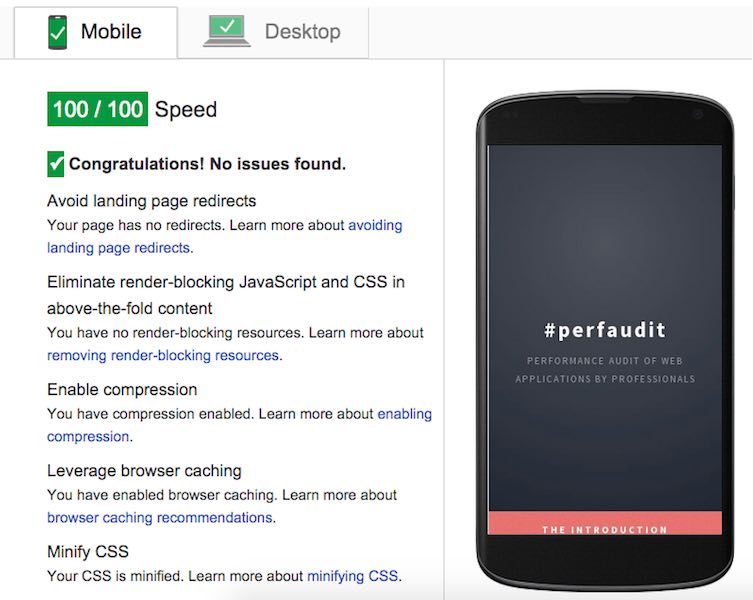 Mobile
Desktop
100 / 100 Speed
Congratulations! No issues found.
Avoid landing page redirects
Your page has no redirects. Learn more about avoiding
landing page redirects.
Eliminate render-blocking JavaScript and CSS in
above-the-fold content
You have no render-blocking resources. Learn more about
removing render-blocking resources.
Enable compression
You have compression enabled. Learn more about enabling
compression.
Leverage browser caching
You have enabled browser caching. Learn more about
browser caching recommendations.
Minify CSS
Your CSS is minified. Learn more about minifying CSS.
#perfaudit
PERFORMANCE AUDIT OF WEB
APPLICATIONS BY PROFESSIONALS
THE INTRODUCTION